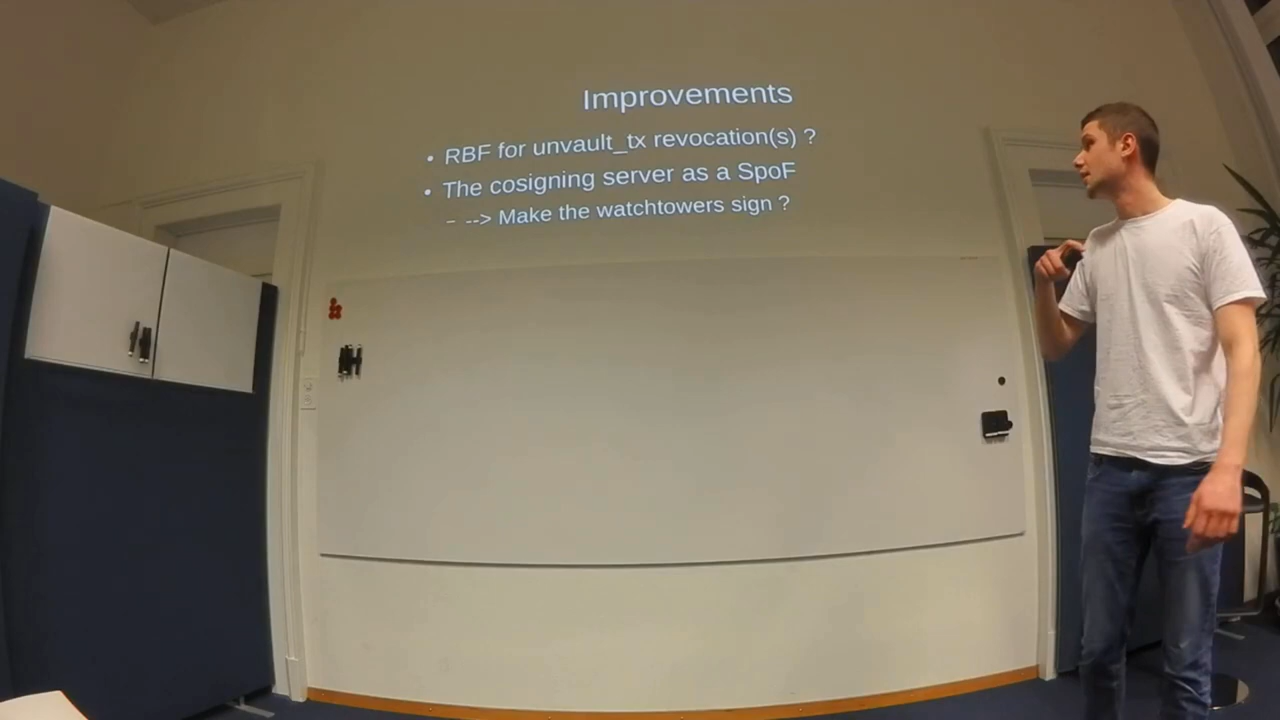 Improvements
• RBF for unvault_tx revocation(s) ?
• The cosigning server as a SpoF
– --> Make the watchtowers sign ?